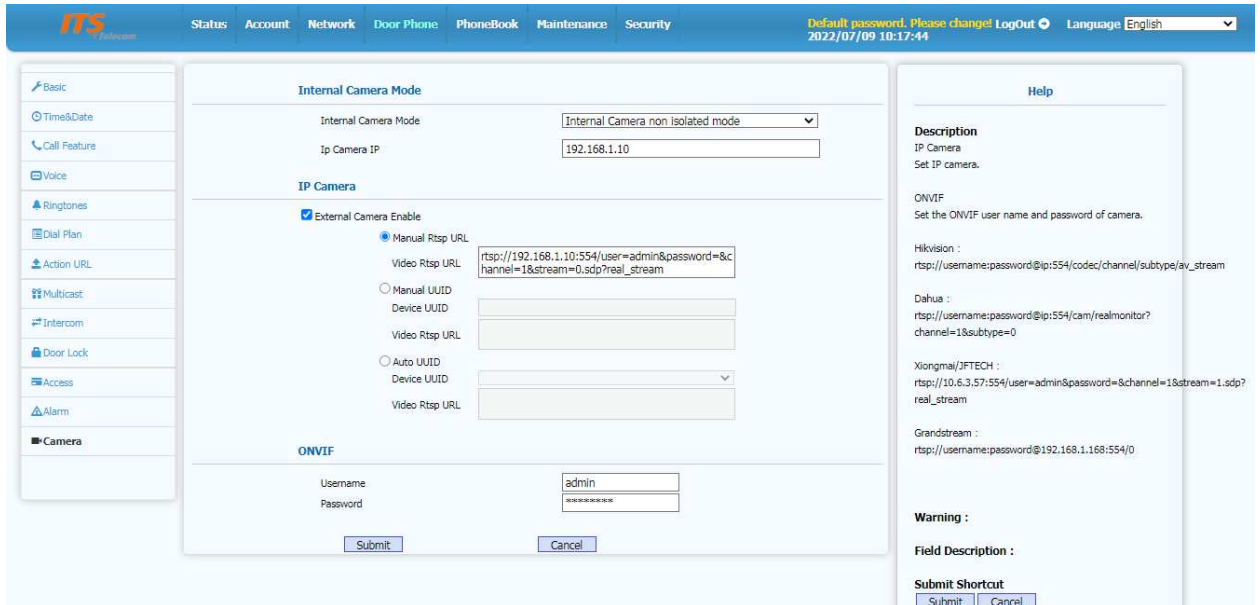 ITS Telecom
Status Account Network Door Phone PhoneBook Maintenance Security
Default password. Please change! LogOut Language English
2022/07/09 10:17:44
Basic
Time&Date
Call Feature
Voice
Ringtones
Dial Plan
Action URL
Multicast
Intercom
Door Lock
Access
Alarm
Camera
Internal Camera Mode
Internal Camera Mode Internal Camera non isolated mode
Ip Camera IP 192.168.1.10
IP Camera
External Camera Enable
Manual Rtsp URL
Video Rtsp URL rtsp://192.168.1.10:554/user=admin&password=&c
hannel=1&stream=0.sdp?real_stream
Manual UUID
Device UUID
Video Rtsp URL
Auto UUID
Device UUID
Video Rtsp URL
ONVIF
Username admin
Password ********
Submit Cancel
Help
Description
IP Camera
Set IP camera.
ONVIF
Set the ONVIF user name and password of camera.
Hikvision :
rtsp://username:password@ip:554/codec/channel/subtype/av_stream
Dahua :
rtsp://username:password@ip:554/cam/realmonitor?
channel=1&subtype=0
Xiongmai/JFTECH :
rtsp://10.6.3.57:554/user=admin&password=&channel=1&stream=1.sdp?
real_stream
Grandstream :
rtsp://username:password@192.168.1.168:554/0
Warning :
Field Description :
Submit Shortcut
Submit Cancel